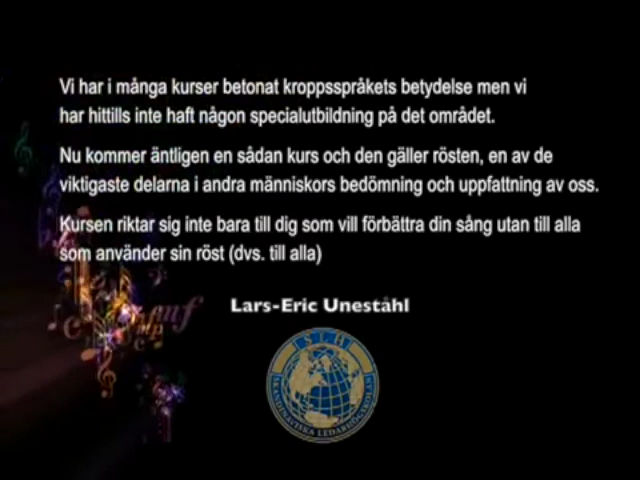 Vi har i många kurser betonat kroppsspråkets betydelse men vi
har hittills inte haft någon specialutbildning på det området.
Nu kommer äntligen en sådan kurs och den gäller rösten, en av de
viktigaste delarna i andra människors bedömning och uppfattning av oss.
Kursen riktar sig inte bara till dig som vill förbättra din sång utan till alla
som använder sin röst (dvs. till alla)
Lars-Eric Uneståhl
SLH
SKANDINAVISKA LEDARHÖGSKOLAN